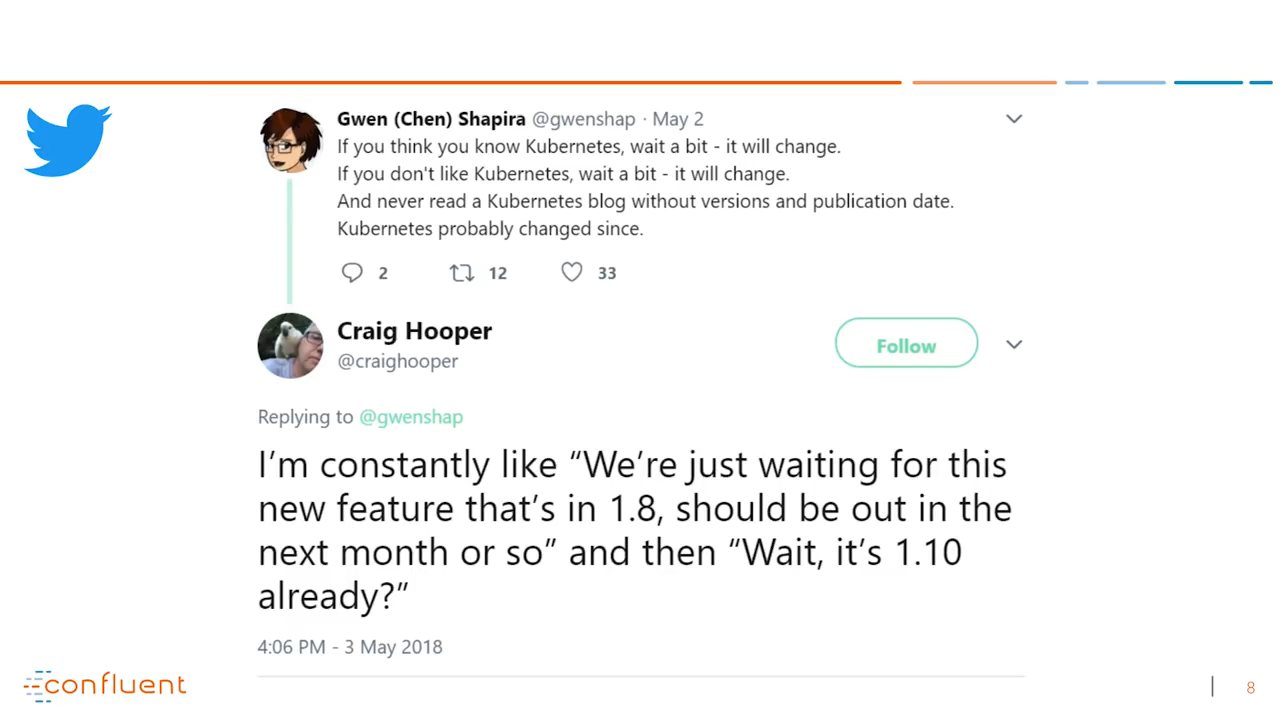 Gwen (Chen) Shapira @gwenshap · May 2
If you think you know Kubernetes, wait a bit - it will change.
If you don't like Kubernetes, wait a bit - it will change.
And never read a Kubernetes blog without versions and publication date.
Kubernetes probably changed since.
2 12 33
Craig Hooper
Follow
@craighooper
Replying to @gwenshap
I’m constantly like “We’re just waiting for this
new feature that’s in 1.8, should be out in the
next month or so” and then “Wait, it’s 1.10
already?”
4:06 PM - 3 May 2018
confluent
8